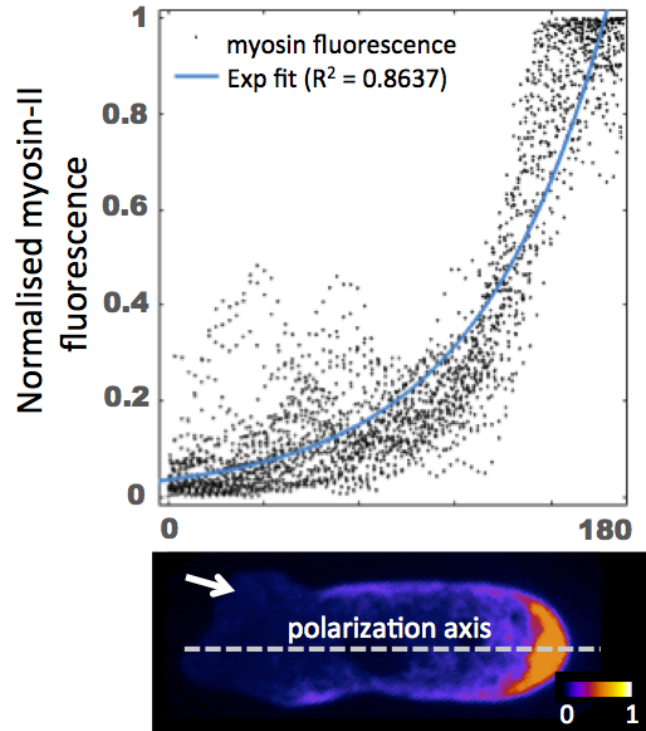 1
myosin fluorescence
Exp fit (R² = 0.8637)
0.8
0.6
0.4
0.2
0
Normalised myosin-II
fluorescence
0 180
polarization axis
0 1